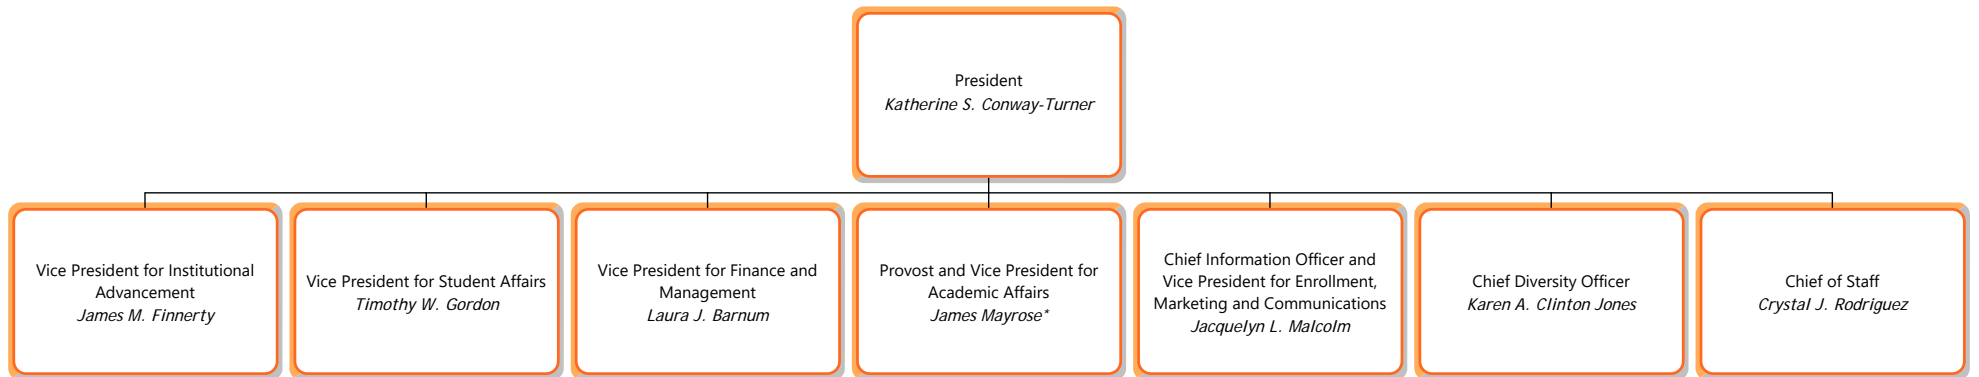 President
Katherine S. Conway-Turner
Vice President for Institutional
Advancement
James M. Finnerty
Vice President for Student Affairs
Timothy W. Gordon
Vice President for Finance and
Management
Laura J. Barnum
Provost and Vice President for
Academic Affairs
James Mayrose*
Chief Information Officer and
Vice President for Enrollment,
Marketing and Communications
Jacquelyn L. Malcolm
Chief Diversity Officer
Karen A. Clinton Jones
Chief of Staff
Crystal J. Rodriguez